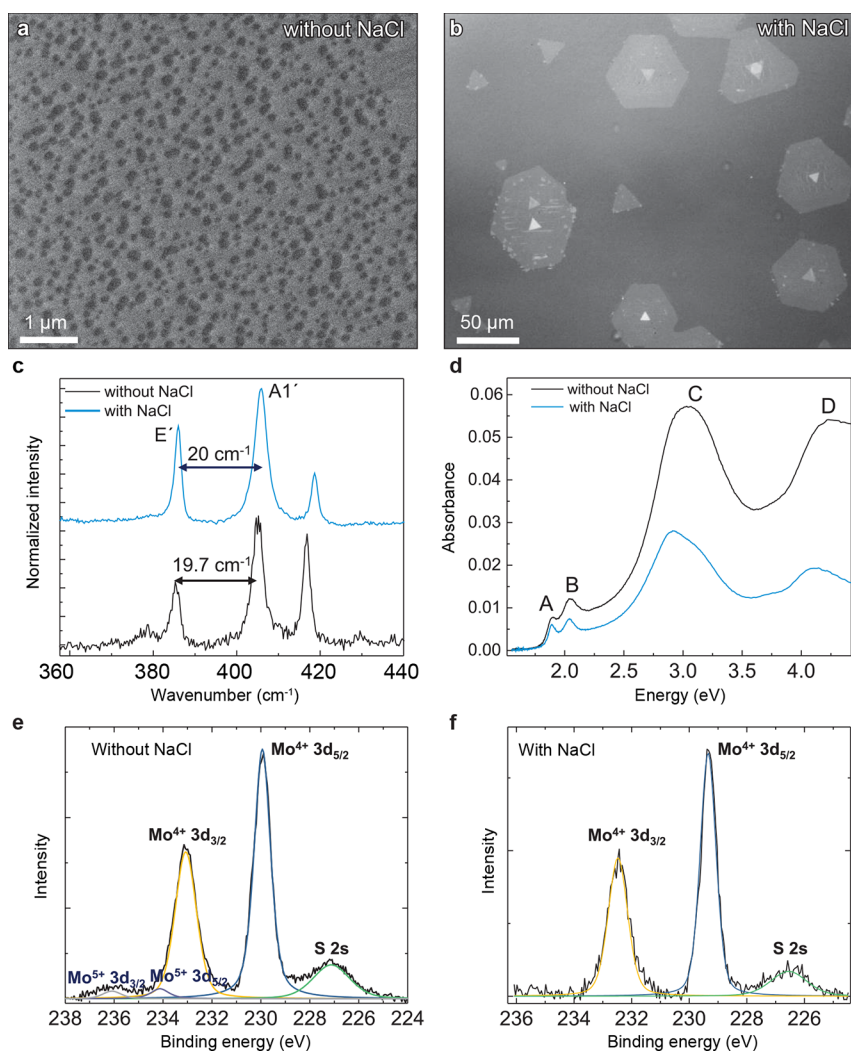 a
without NaCl
1 μm
b
with NaCl
50 μm
c
without NaCl
with NaCl
A1´
E´
20 cm⁻¹
19.7 cm⁻¹
Normalized intensity
360 380 400 420 440
Wavenumber (cm⁻¹)
d
without NaCl
with NaCl
A
B
C
D
0.06
0.05
0.04
0.03
0.02
0.01
0.00
Absorbance
2.0 2.5 3.0 3.5 4.0
Energy (eV)
e
Without NaCl
Mo⁴⁺ 3d₅/₂
Mo⁴⁺ 3d₃/₂
S 2s
Mo⁵⁺ 3d₃/₂
Mo⁵⁺ 3d₅/₂
Intensity
238 236 234 232 230 228 226 224
Binding energy (eV)
f
With NaCl
Mo⁴⁺ 3d₅/₂
Mo⁴⁺ 3d₃/₂
S 2s
Intensity
236 234 232 230 228 226
Binding energy (eV)